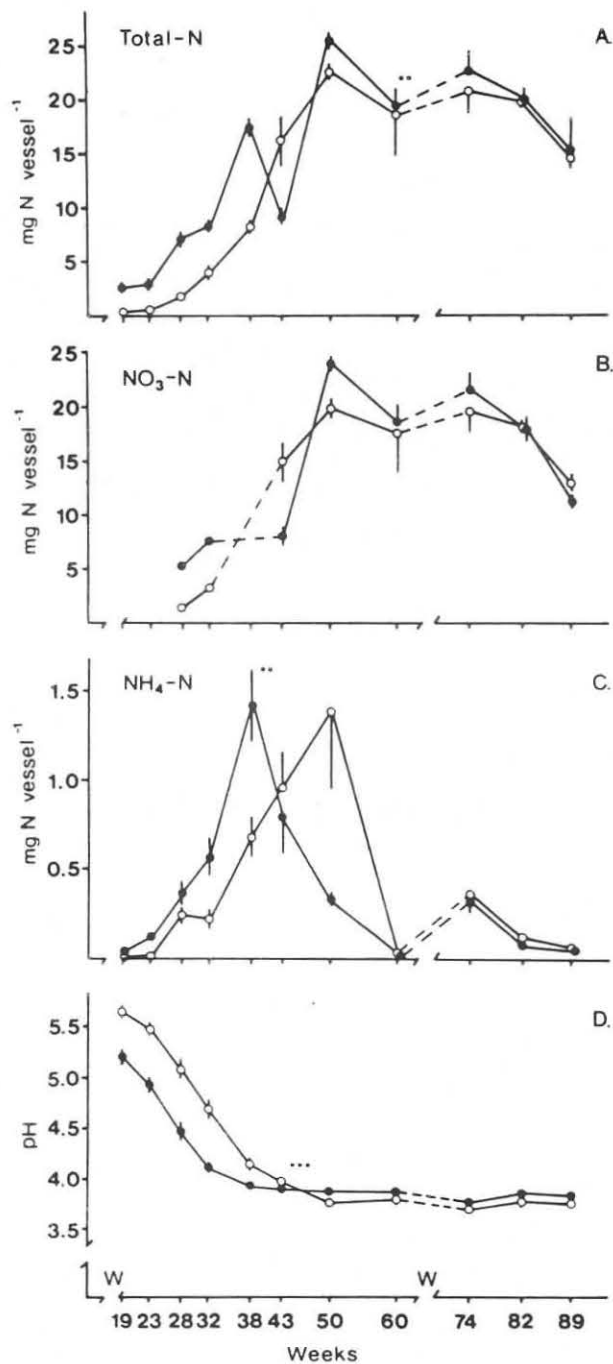 Total-N
A.
mg N vessel ⁻¹
25
20
15
10
5
••
NO₃-N
B.
mg N vessel ⁻¹
25
20
15
10
5
NH₄-N
C.
mg N vessel ⁻¹
1.5
1.0
0.5
••
D.
pH
5.5
5.0
4.5
4.0
3.5
•••
W W
19 23 28 32 38 43 50 60 74 82 89
Weeks